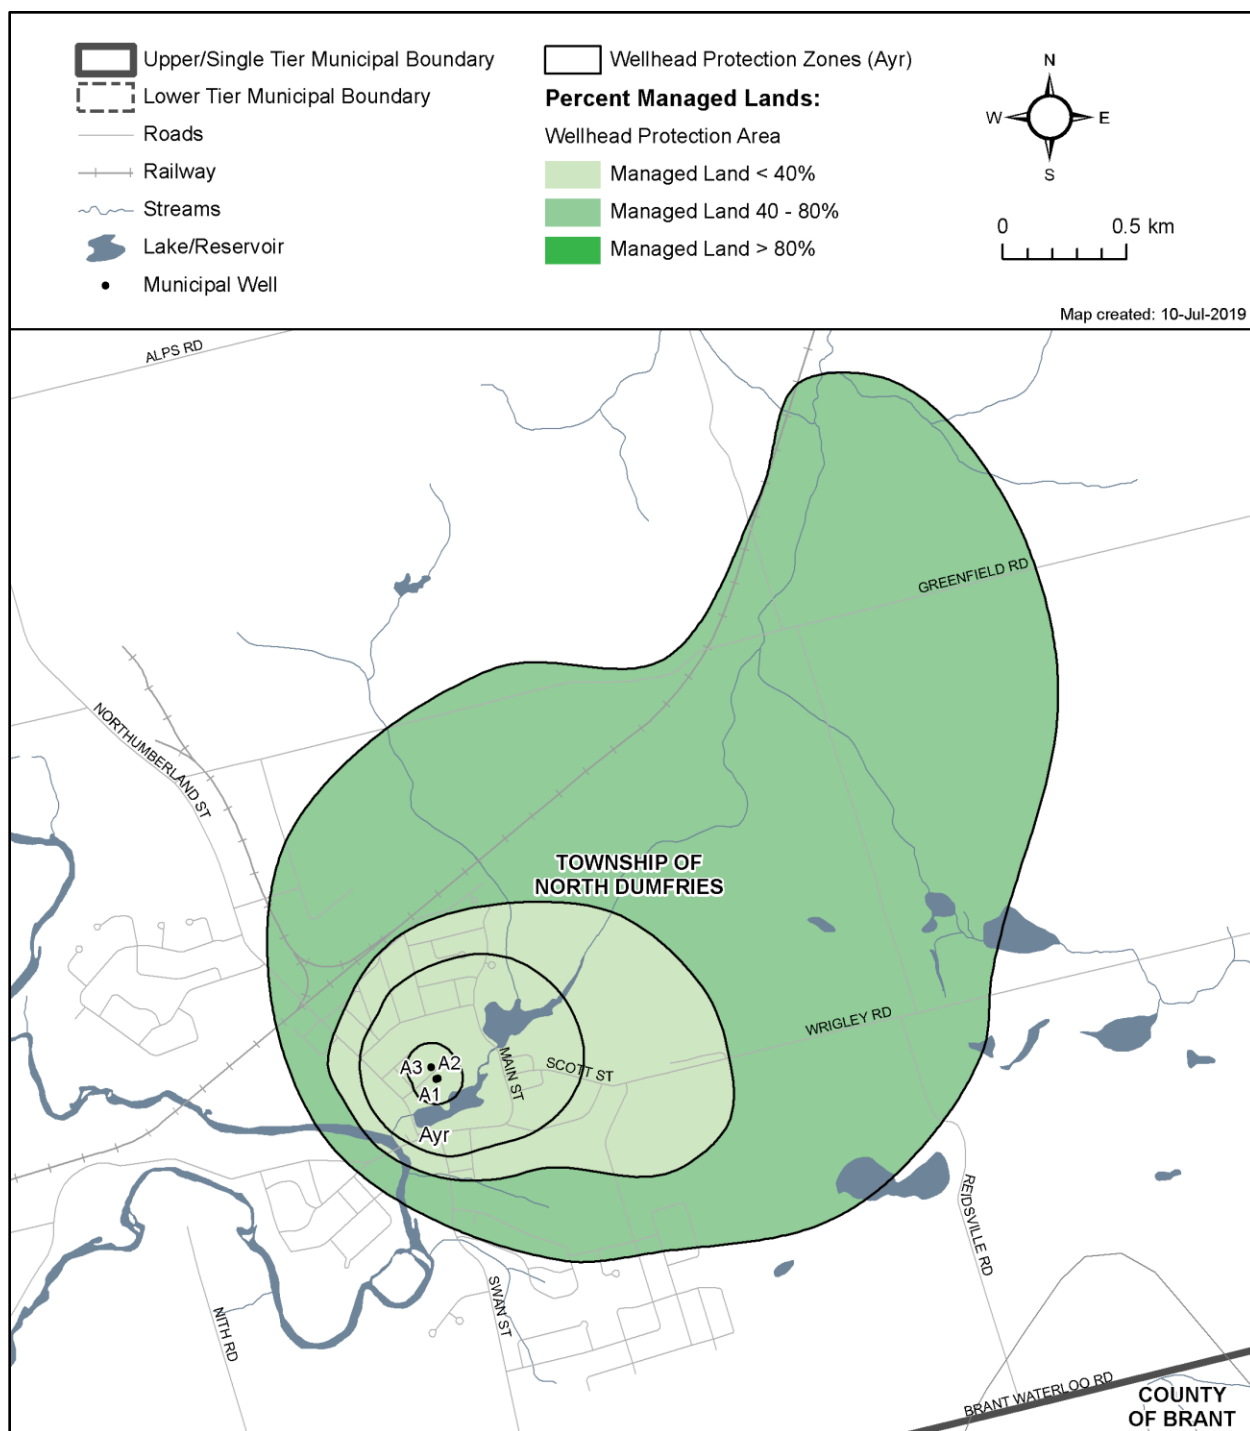 Upper/Single Tier Municipal Boundary
Lower Tier Municipal Boundary
Roads
Railway
Streams
Lake/Reservoir
Municipal Well
Wellhead Protection Zones (Ayr)
Percent Managed Lands:
Wellhead Protection Area
Managed Land < 40%
Managed Land 40 - 80%
Managed Land > 80%
N
W E
S
0 0.5 km
Map created: 10-Jul-2019
ALPS RD
GREENFIELD RD
NORTHUMBERLAND ST
TOWNSHIP OF
NORTH DUMFRIES
WRIGLEY RD
MAIN ST
SCOTT ST
A3 A2
A1
Ayr
REIDSVILLE RD
SWAN ST
NITH RD
BRANT WATERLOO RD
COUNTY
OF BRANT